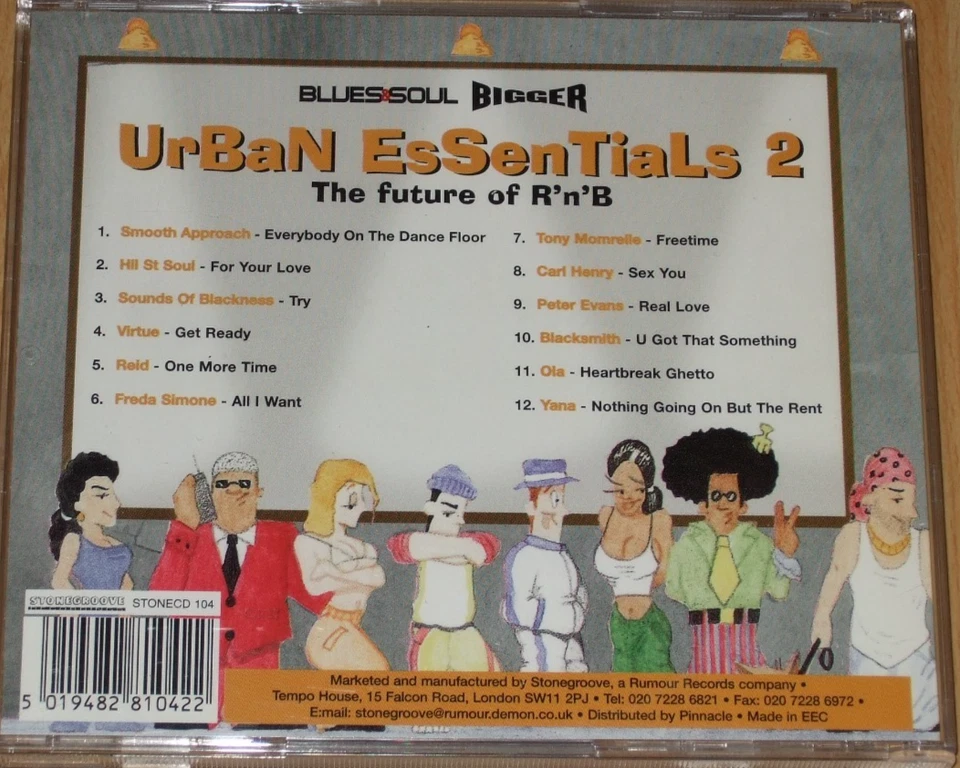 BLUES&SOUL BIGGER
UrBaN EsSenTiaLs 2
The future of R'n'B
1. Smooth Approach - Everybody On The Dance Floor
2. Hil St Soul - For Your Love
3. Sounds Of Blackness - Try
4. Virtue - Get Ready
5. Reid - One More Time
6. Freda Simone - All I Want
7. Tony Momrelle - Freetime
8. Carl Henry - Sex You
9. Peter Evans - Real Love
10. Blacksmith - U Got That Something
11. Ola - Heartbreak Ghetto
12. Yana - Nothing Going On But The Rent
STONEGROOVE STONECD 104
5 019482 810422
Marketed and manufactured by Stonegroove, a Rumour Records company •
Tempo House, 15 Falcon Road, London SW11 2PJ • Tel: 020 7228 6821 • Fax: 020 7228 6972 •
E:mail: stonegroove@rumour.demon.co.uk • Distributed by Pinnacle • Made in EEC